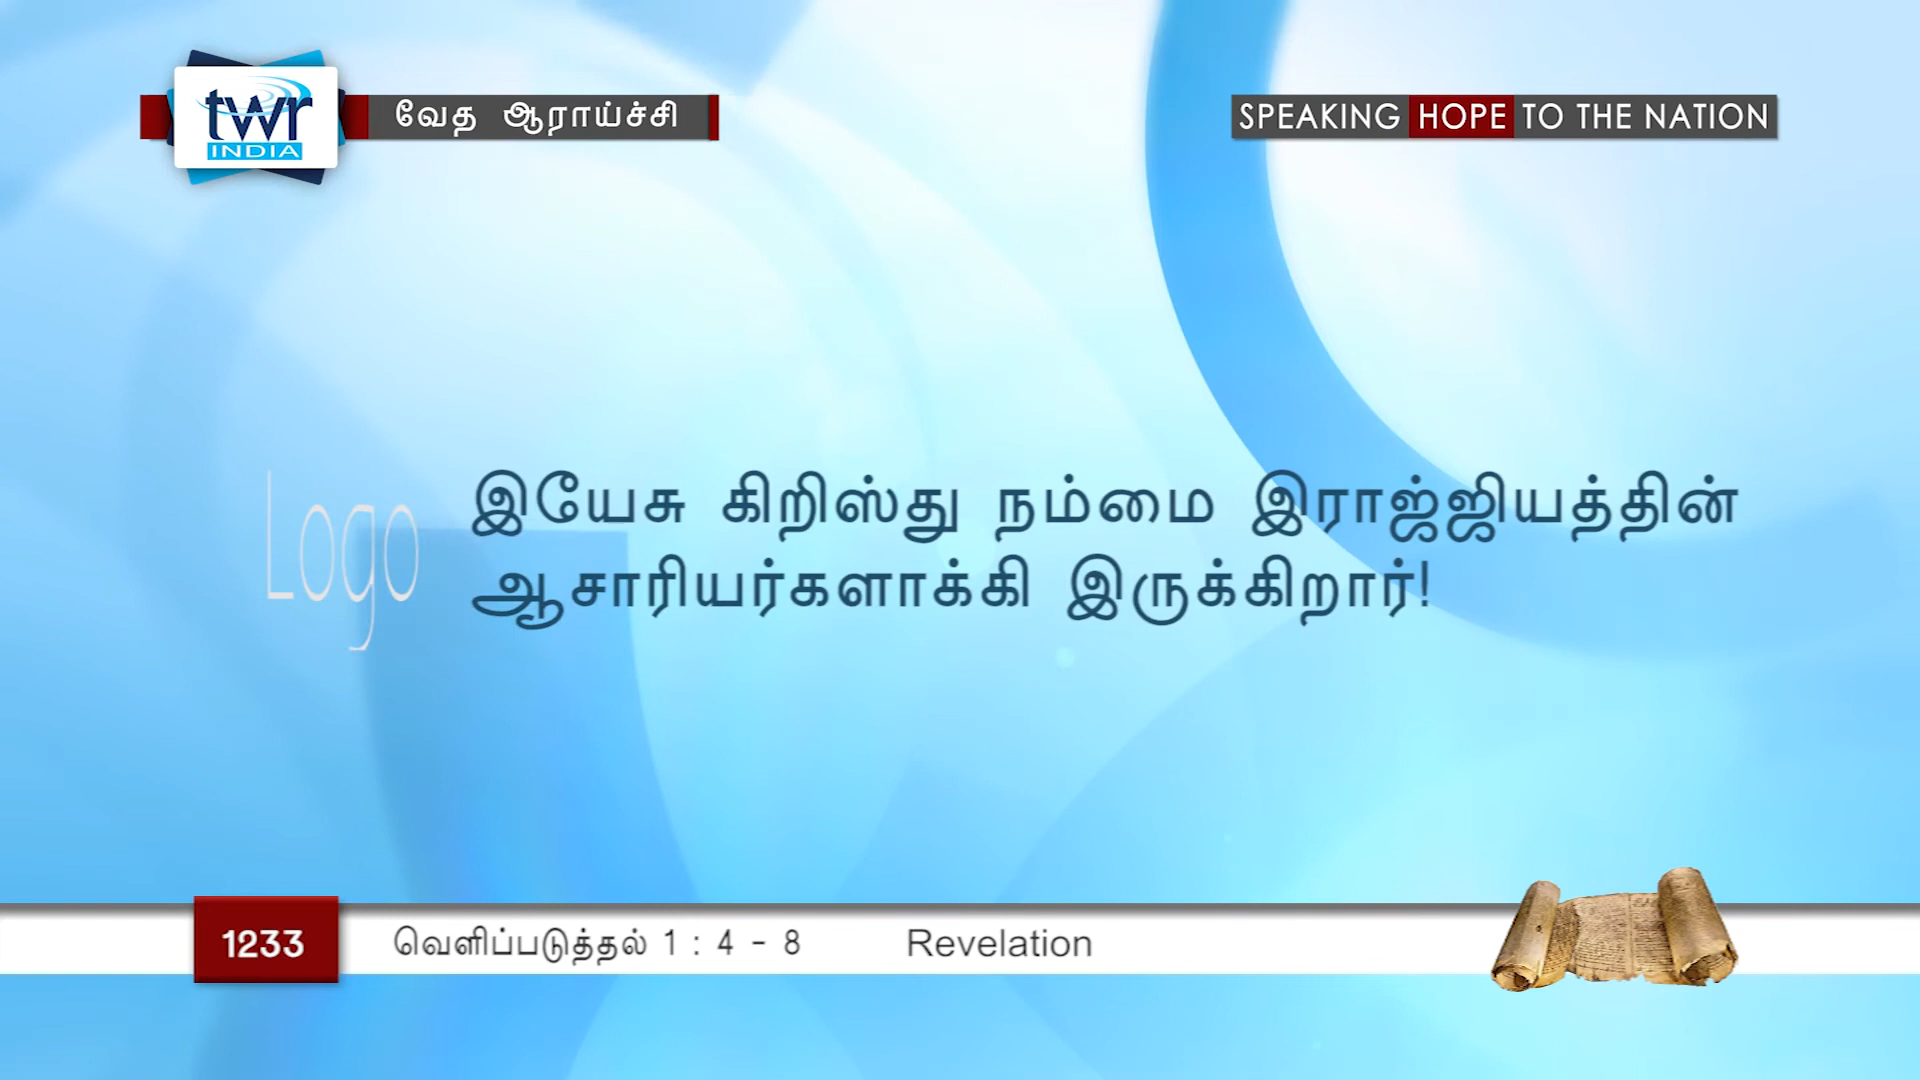 twr
INDIA
வேத ஆராய்ச்சி
SPEAKING HOPE TO THE NATION
Logo
இயேசு கிறிஸ்து நம்மை இராஜ்ஜியத்தின்
ஆசாரியர்களாக்கி இருக்கிறார்!
1233
வெளிப்படுத்தல் 1 : 4 - 8
Revelation